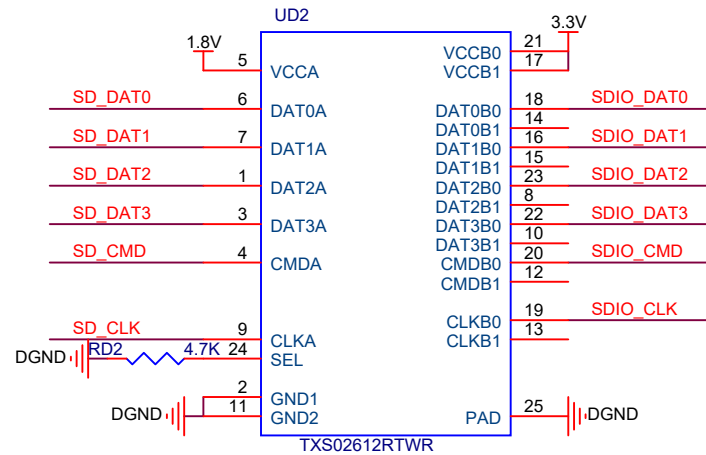 UD2
1.8V
3.3V
5 VCCA
VCCB0 21
VCCB1 17
SD_DAT0 6 DAT0A
DAT0B0 18 SDIO_DAT0
DAT0B1 14
SD_DAT1 7 DAT1A
DAT1B0 16 SDIO_DAT1
DAT1B1 15
SD_DAT2 1 DAT2A
DAT2B0 23 SDIO_DAT2
DAT2B1 8
SD_DAT3 3 DAT3A
DAT3B0 22 SDIO_DAT3
DAT3B1 10
SD_CMD 4 CMDA
CMDB0 20 SDIO_CMD
CMDB1 12
CLKB0 19 SDIO_CLK
SD_CLK 9 CLKA
CLKB1 13
DGND RD2 4.7K 24 SEL
2 GND1
DGND 11 GND2
PAD 25 DGND
TXS02612RTWR